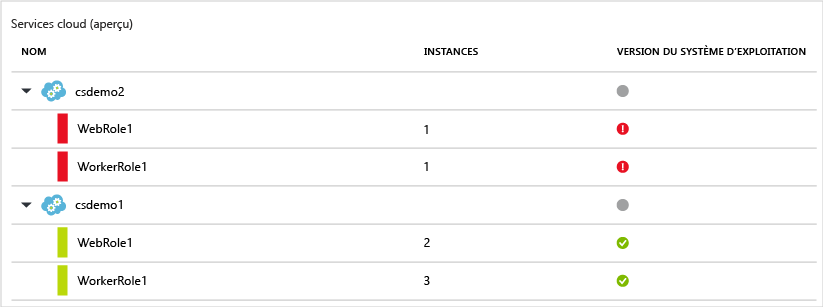 Services cloud (aperçu)
NOM INSTANCES VERSION DU SYSTÈME D'EXPLOITATION
csdemo2
WebRole1 1
WorkerRole1 1
csdemo1
WebRole1 2
WorkerRole1 3